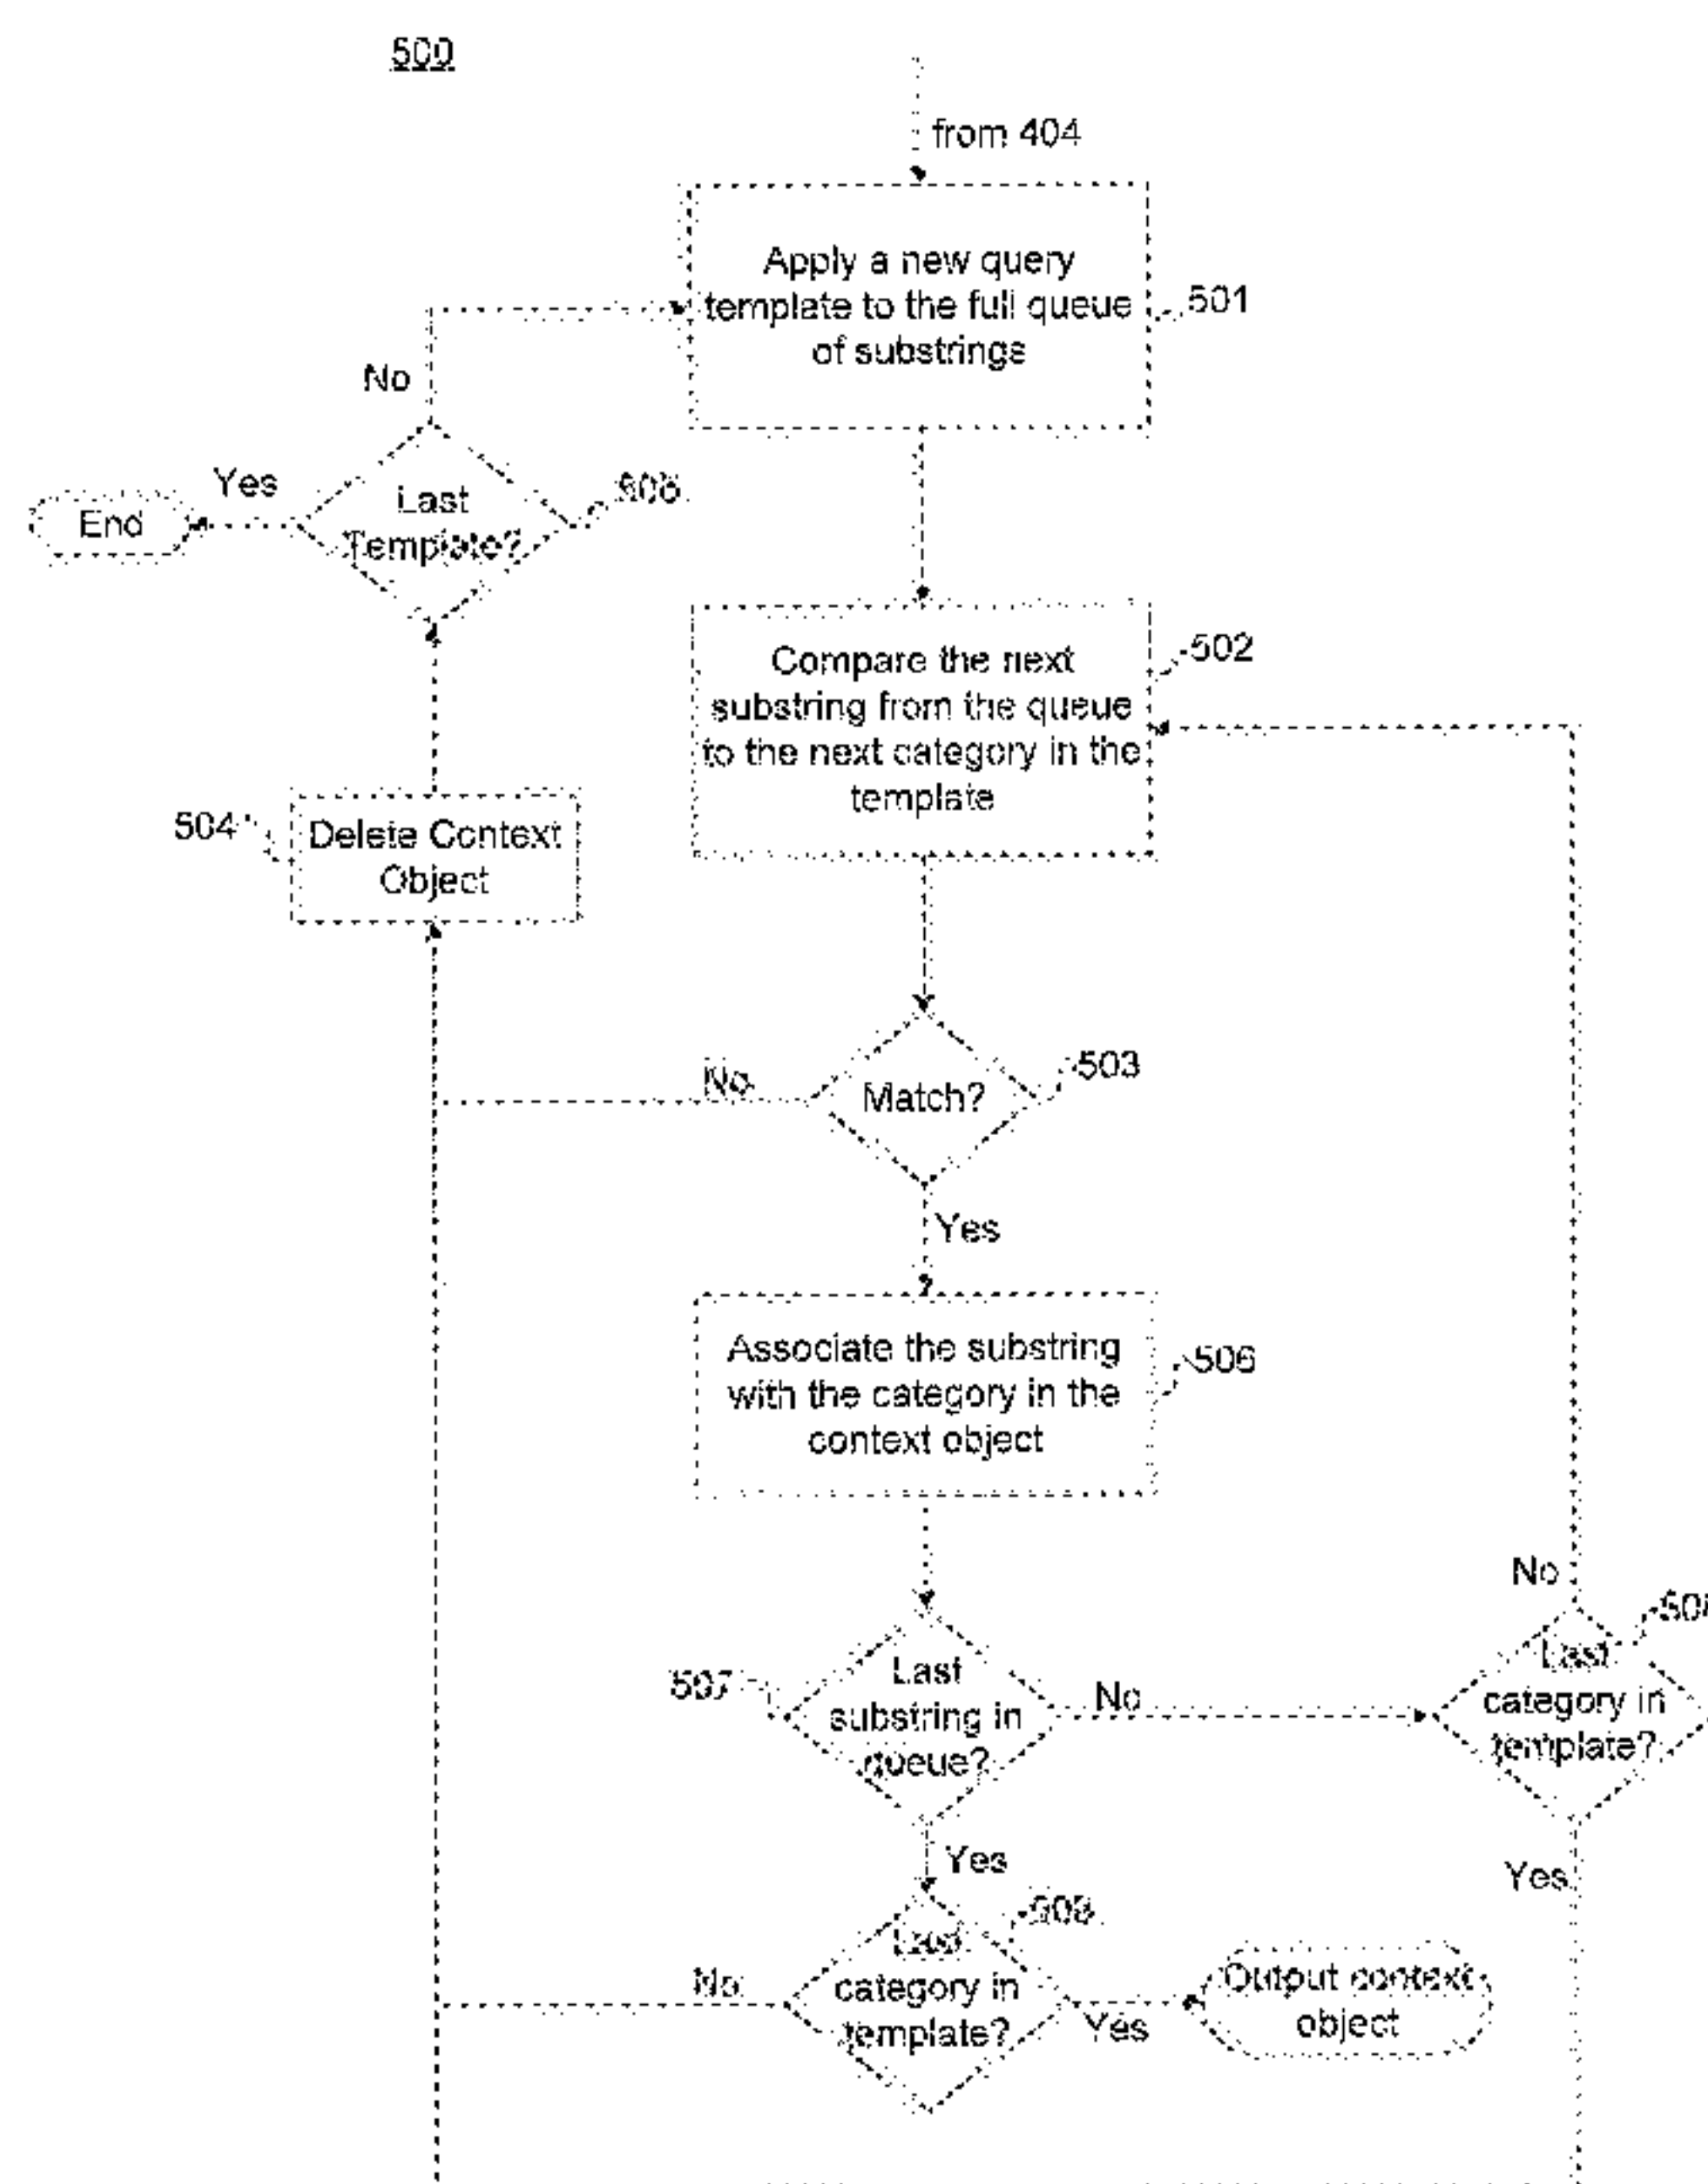 500
from 404
Apply a new query
template to the full queue
of substrings
501
No
Yes
End
Last
Template?
Compare the next
substring from the queue
to the next category in the
template
502
504
Delete Context
Object
No
Match?
503
Yes
Associate the substring
with the category in the
context object
506
No
507
Last
substring in
queue?
No
Last
category in
template?
Yes
Yes
508
Last
category in
template?
No
Yes
Output context
object